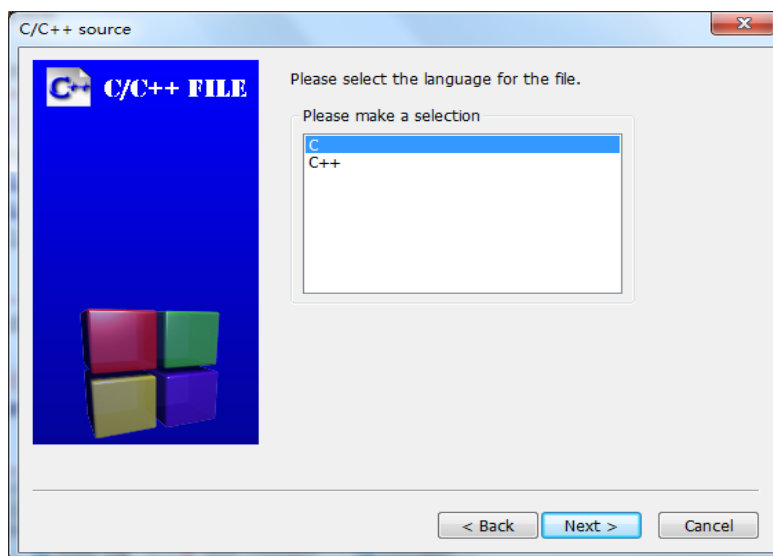 C/C++ source
C++ C/C++ FILE
Please select the language for the file.
Please make a selection
C
C++
< Back Next > Cancel